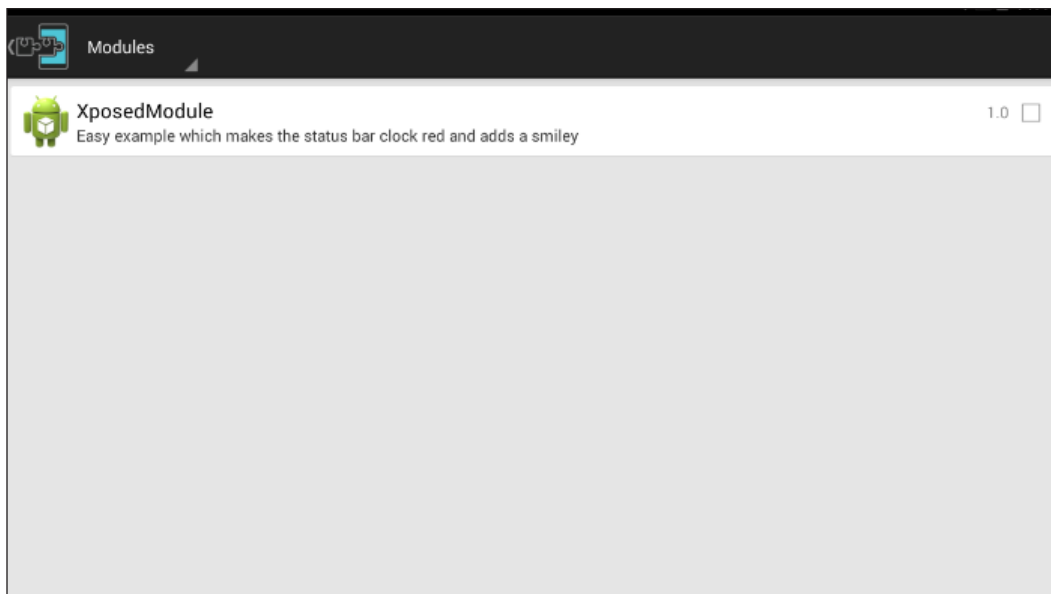 Modules
XposedModule
1.0
Easy example which makes the status bar clock red and adds a smiley